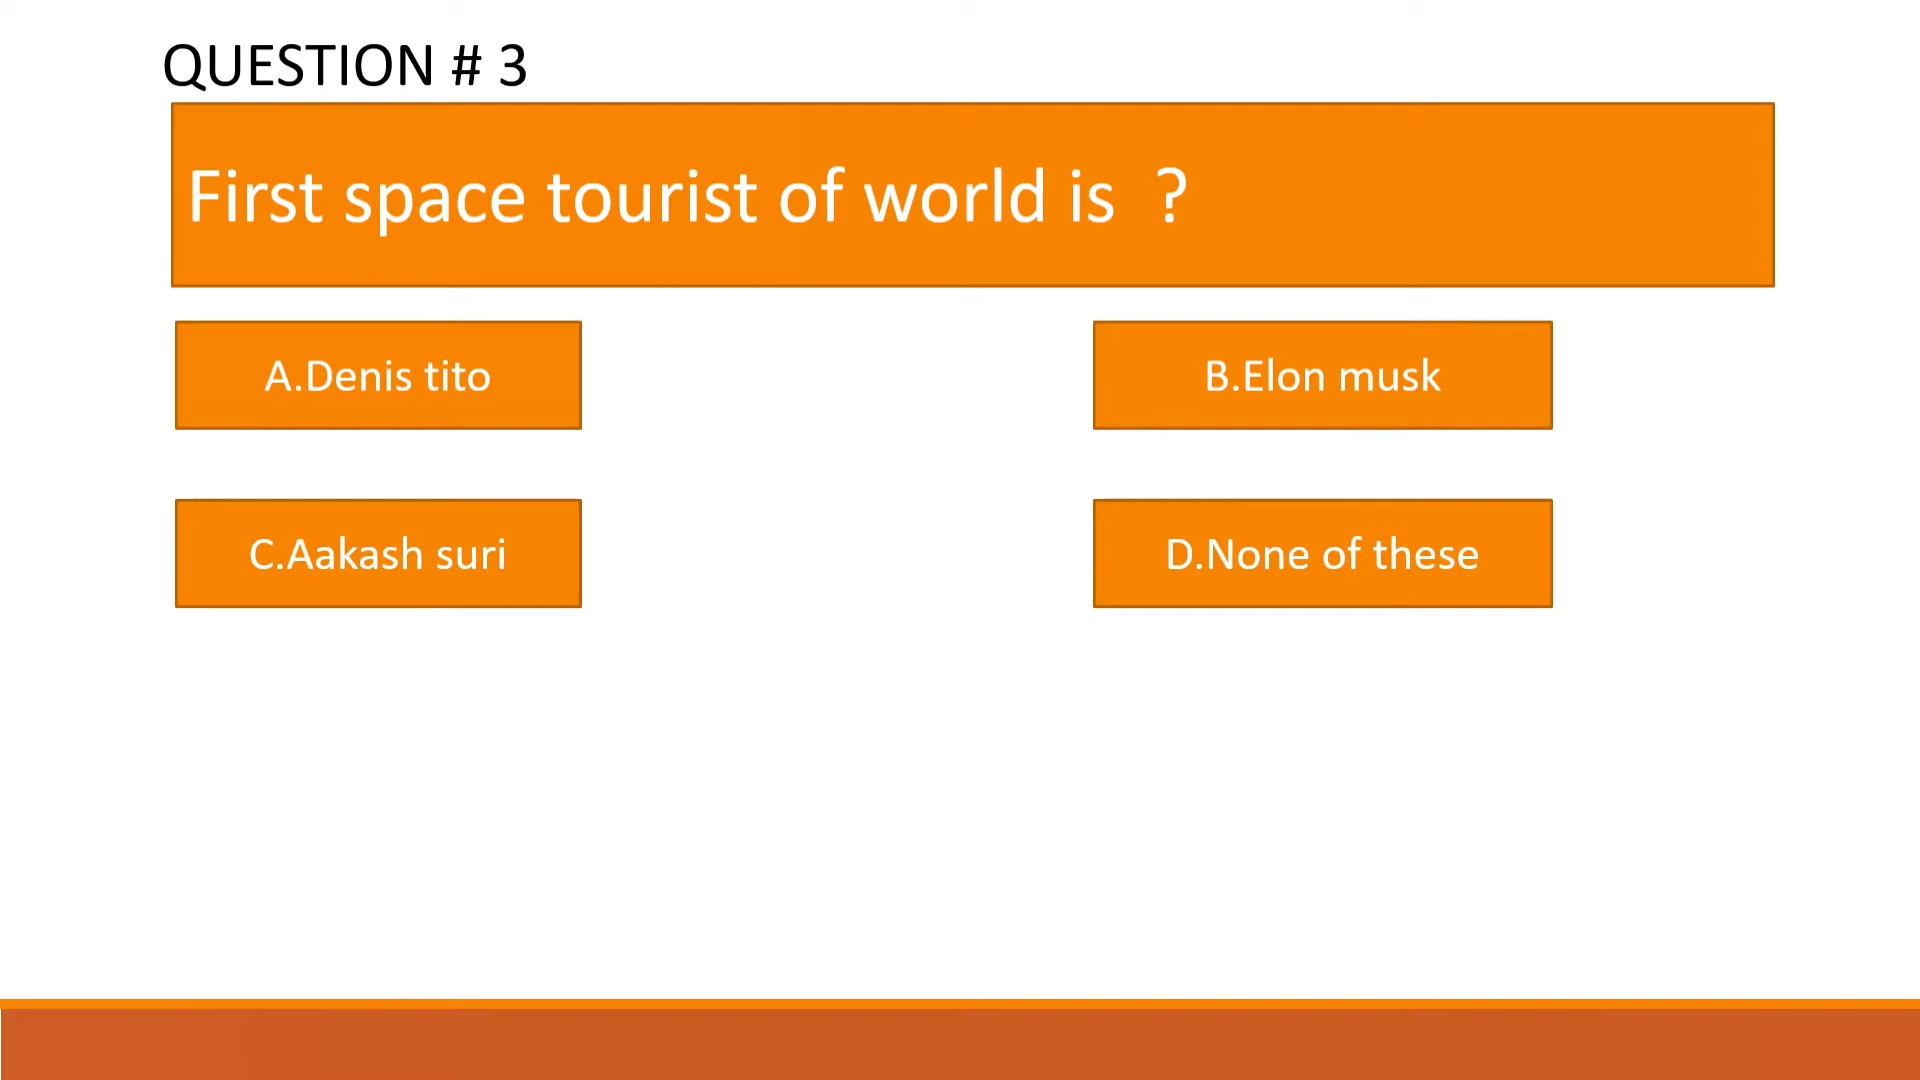 QUESTION # 3
First space tourist of world is  ?
A.Denis tito
B.Elon musk
C.Aakash suri
D.None of these